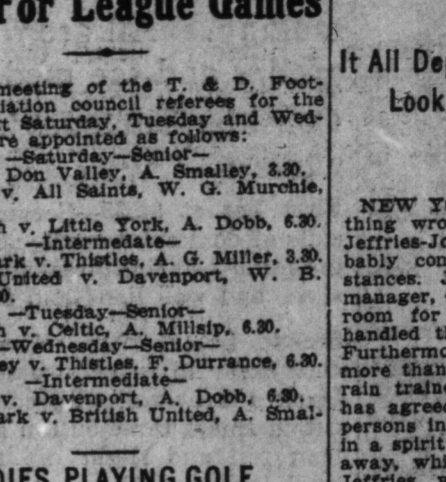 For League Games
meeting of the T. & D. Foot-
iation council referees for the
t Saturday, Tuesday and Wed-
re appointed as follows:
—Saturday—Senior—
Don Valley, A. Smalley, 3.30.
v. All Saints, W. G. Murchie,
h v. Little York, A. Dobb, 6.30.
—Intermedate—
ark v. Thistles, A. G. Miller, 3.30.
United v. Davenport, W. B.
0.
—Tuesday—Senior—
n v. Celtic, A. Millsip, 6.30.
—Wednesday—Senior—
ey v. Thistles, F. Durrance, 6.30.
—Intermediate—
v. Davenport, A. Dobb, 6.30.
ark v. British United, A. Smal-
DIES PLAYING GOLF
It All De
Look
NEW Y
thing wro
Jeffries-Jo
bably con
stances. J
manager,
room for
handled th
Furthermo
more than
rain traine
has agreed
persons in
in a spirit
away, whi
Jeffries